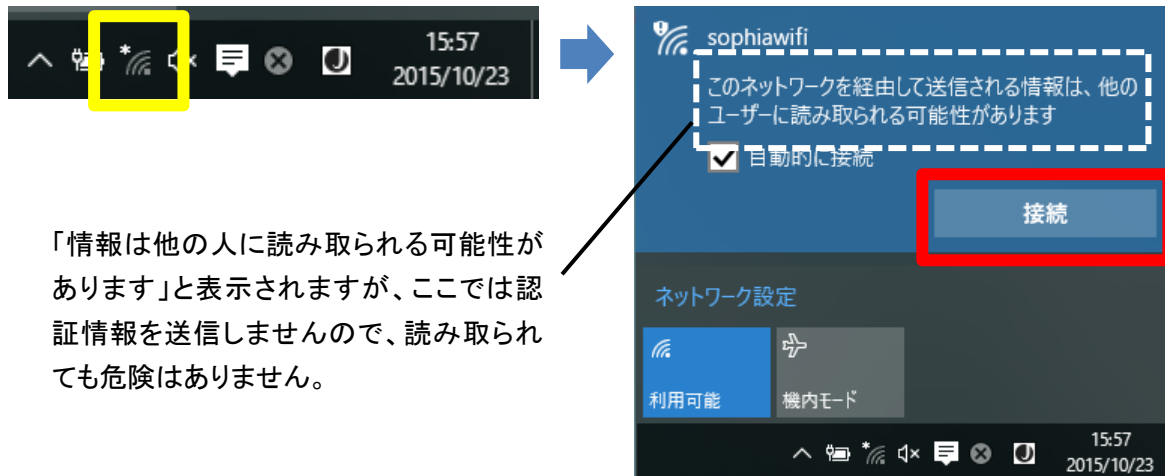 15:57
2015/10/23
sophiawifi
このネットワークを経由して送信される情報は、他の
ユーザーに読み取られる可能性があります
自動的に接続
接続
「情報は他の人に読み取られる可能性が
あります」と表示されますが、ここでは認
証情報を送信しませんので、読み取られ
ても危険はありません。
ネットワーク設定
利用可能
機内モード
15:57
2015/10/23